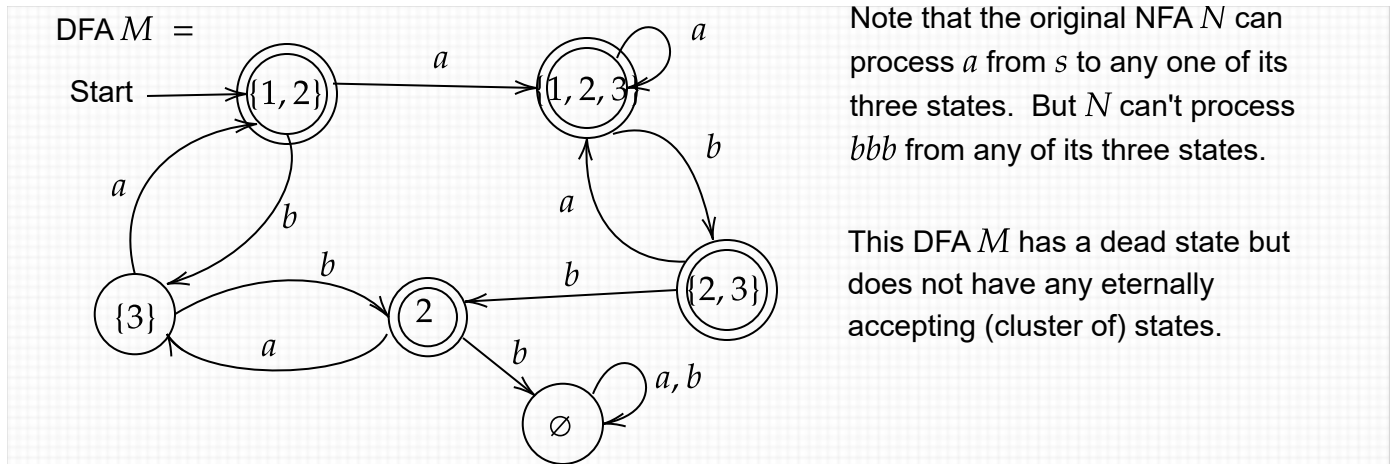 DFA M =
Note that the original NFA N can
process a from s to any one of its
three states. But N can't process
bbb from any of its three states.
This DFA M has a dead state but
does not have any eternally
accepting (cluster of) states.
Start
{1, 2}
a
{1, 2, 3}
a
b
a
a
b
{3}
b
a
2
b
{2, 3}
b
∅
a, b